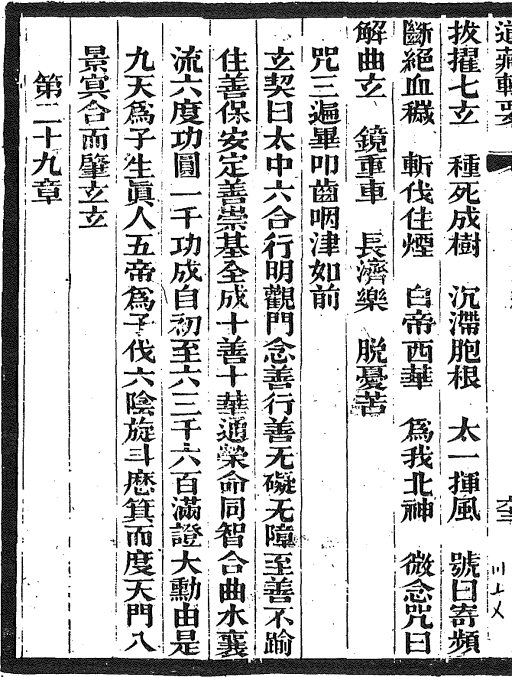 道藏輯要
拔擢七玄　種死成樹　沉滯胞根　太一揮風　號曰寄頻
斷絕血穢　斬伐住煙　白帝西華　爲我北神　微念咒曰
解曲玄　鏡重車　長濟樂　脫憂苦
咒三遍畢叩齒咽津如前
玄契曰太中六合行明觀門念善行善无礙无障至善不踰
住善保安定善崇基全成十善十華通榮命同智合曲水襄
流六度功圓一千功成自初至六三千六百滿證大勳由是
九天爲子生眞人五帝爲子伐六陰旋斗厯箕而度天門八
景冥合而肇玄玄
第二十九章